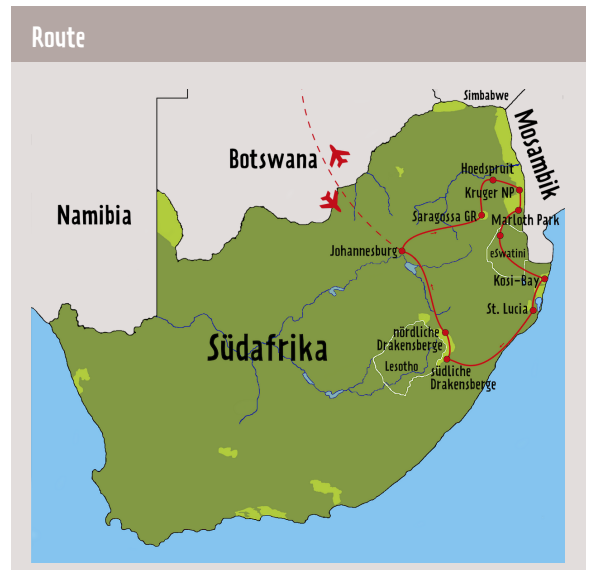 Route
Simbabwe
Mosambik
Botswana
Hoedspruit
Kruger NP
Namibia
Saragossa GR
Marloth Park
Johannesburg
eSwatini
Kosi-Bay
St. Lucia
nördliche
Drakensberge
Südafrika
Lesotho
südliche
Drakensberge